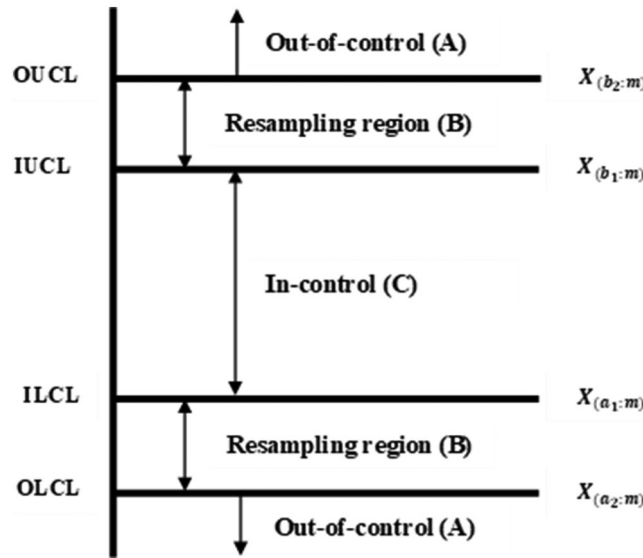 Out-of-control (A)
OUCL X(b₂:m)
Resampling region (B)
IUCL X(b₁:m)
In-control (C)
ILCL X(a₁:m)
Resampling region (B)
OLCL X(a₂:m)
Out-of-control (A)